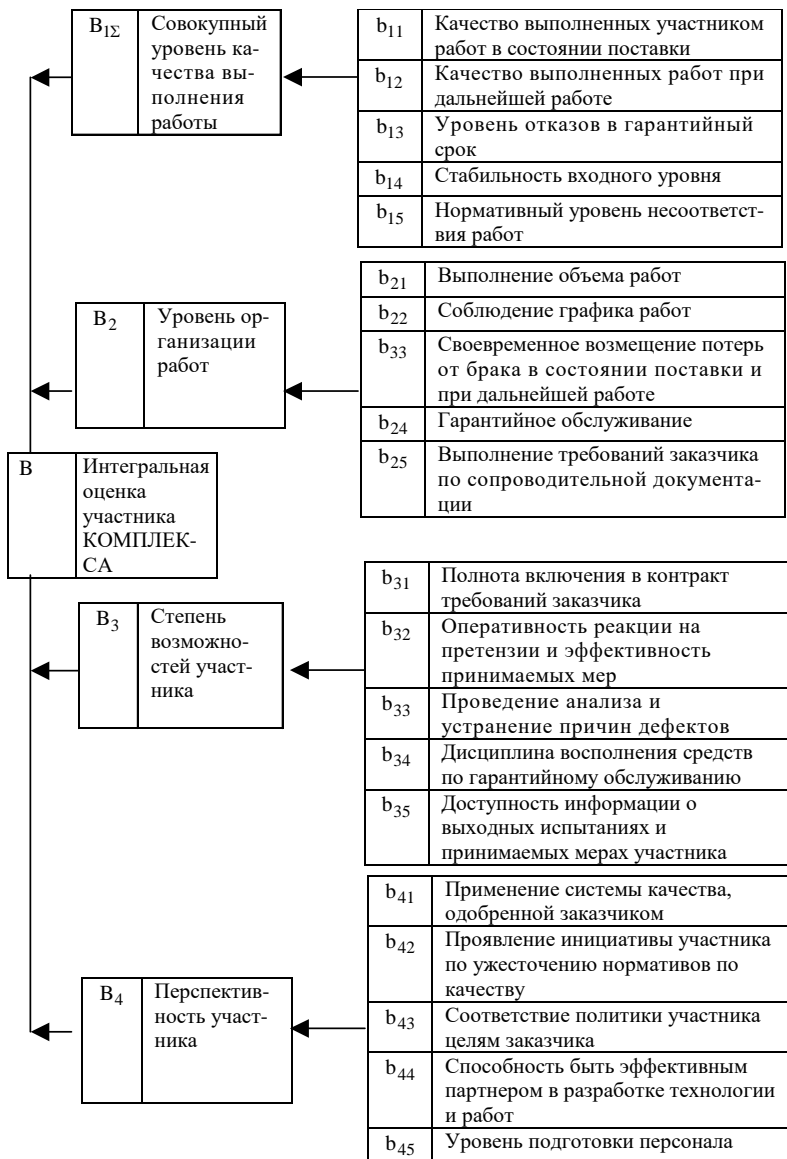 B1Σ
Совокупный
уровень ка-
чества вы-
полнения
работы
b11
Качество выполненных участником
работ в состоянии поставки
b12
Качество выполненных работ при
дальнейшей работе
b13
Уровень отказов в гарантийный
срок
b14
Стабильность входного уровня
b15
Нормативный уровень несоответст-
вия работ
B2
Уровень ор-
ганизации
работ
b21
Выполнение объема работ
b22
Соблюдение графика работ
b33
Своевременное возмещение потерь
от брака в состоянии поставки и
при дальнейшей работе
b24
Гарантийное обслуживание
b25
Выполнение требований заказчика
по сопроводительной документа-
ции
B
Интегральная
оценка
участника
КОМПЛЕК-
СА
B3
Степень
возможно-
стей участ-
ника
b31
Полнота включения в контракт
требований заказчика
b32
Оперативность реакции на
претензии и эффективность
принимаемых мер
b33
Проведение анализа и
устранение причин дефектов
b34
Дисциплина восполнения средств
по гарантийному обслуживанию
b35
Доступность информации о
выходных испытаниях и
принимаемых мерах участника
B4
Перспектив-
ность участ-
ника
b41
Применение системы качества,
одобренной заказчиком
b42
Проявление инициативы участника
по ужесточению нормативов по
качеству
b43
Соответствие политики участника
целям заказчика
b44
Способность быть эффективным
партнером в разработке технологии
и работ
b45
Уровень подготовки персонала